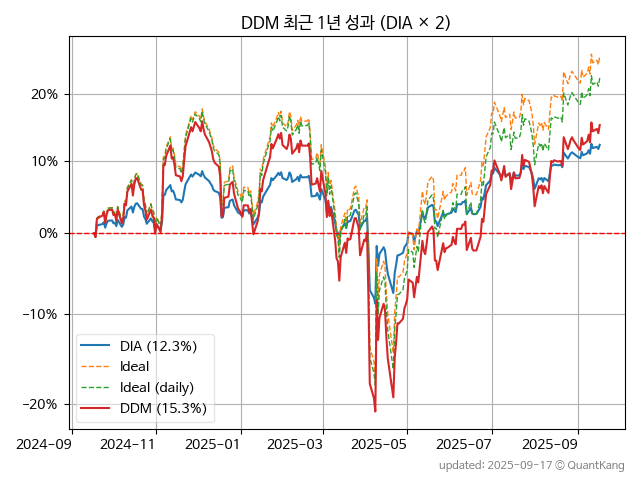 DDM 최근 1년 성과 (DIA × 2)
20%
10%
0%
−10%
−20%
DIA (12.3%)
Ideal
Ideal (daily)
DDM (15.3%)
2024-09
2024-11
2025-01
2025-03
2025-05
2025-07
2025-09
updated: 2025-09-17 © QuantKang